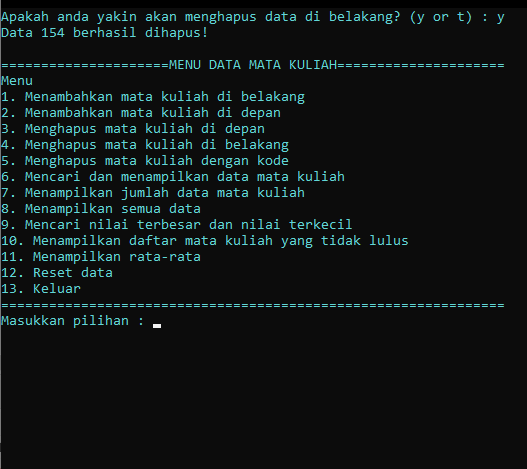 Apakah anda yakin akan menghapus data di belakang? (y or t) : y
Data 154 berhasil dihapus!
=====================MENU DATA MATA KULIAH=====================
Menu
1. Menambahkan mata kuliah di belakang
2. Menambahkan mata kuliah di depan
3. Menghapus mata kuliah di depan
4. Menghapus mata kuliah di belakang
5. Menghapus mata kuliah dengan kode
6. Mencari dan menampilkan data mata kuliah
7. Menampilkan jumlah data mata kuliah
8. Menampilkan semua data
9. Mencari nilai terbesar dan nilai terkecil
10. Menampilkan daftar mata kuliah yang tidak lulus
11. Menampilkan rata-rata
12. Reset data
13. Keluar
===============================================================
Masukkan pilihan :